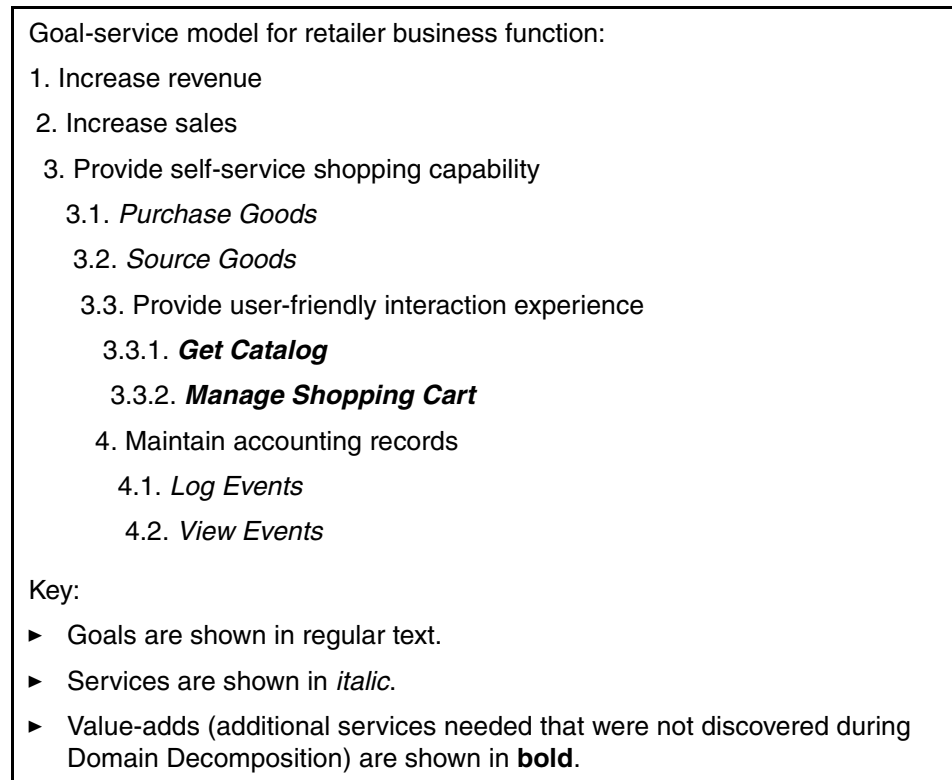 Goal-service model for retailer business function:
1. Increase revenue
2. Increase sales
3. Provide self-service shopping capability
3.1. Purchase Goods
3.2. Source Goods
3.3. Provide user-friendly interaction experience
3.3.1. Get Catalog
3.3.2. Manage Shopping Cart
4. Maintain accounting records
4.1. Log Events
4.2. View Events
Key:
► Goals are shown in regular text.
► Services are shown in italic.
► Value-adds (additional services needed that were not discovered during
Domain Decomposition) are shown in bold.